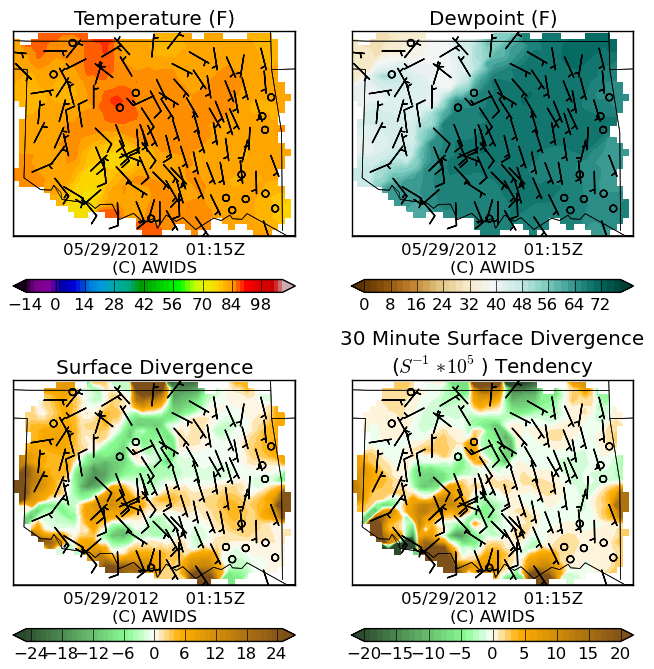 Temperature (F)
Dewpoint (F)
05/29/2012 01:15Z
(C) AWIDS
05/29/2012 01:15Z
(C) AWIDS
−14 0 14 28 42 56 70 84 98
0 8 16 24 32 40 48 56 64 72
Surface Divergence
30 Minute Surface Divergence
(S⁻¹ *10⁵ ) Tendency
05/29/2012 01:15Z
(C) AWIDS
05/29/2012 01:15Z
(C) AWIDS
−24 −18 −12 −6 0 6 12 18 24
−20 −15 −10 −5 0 5 10 15 20